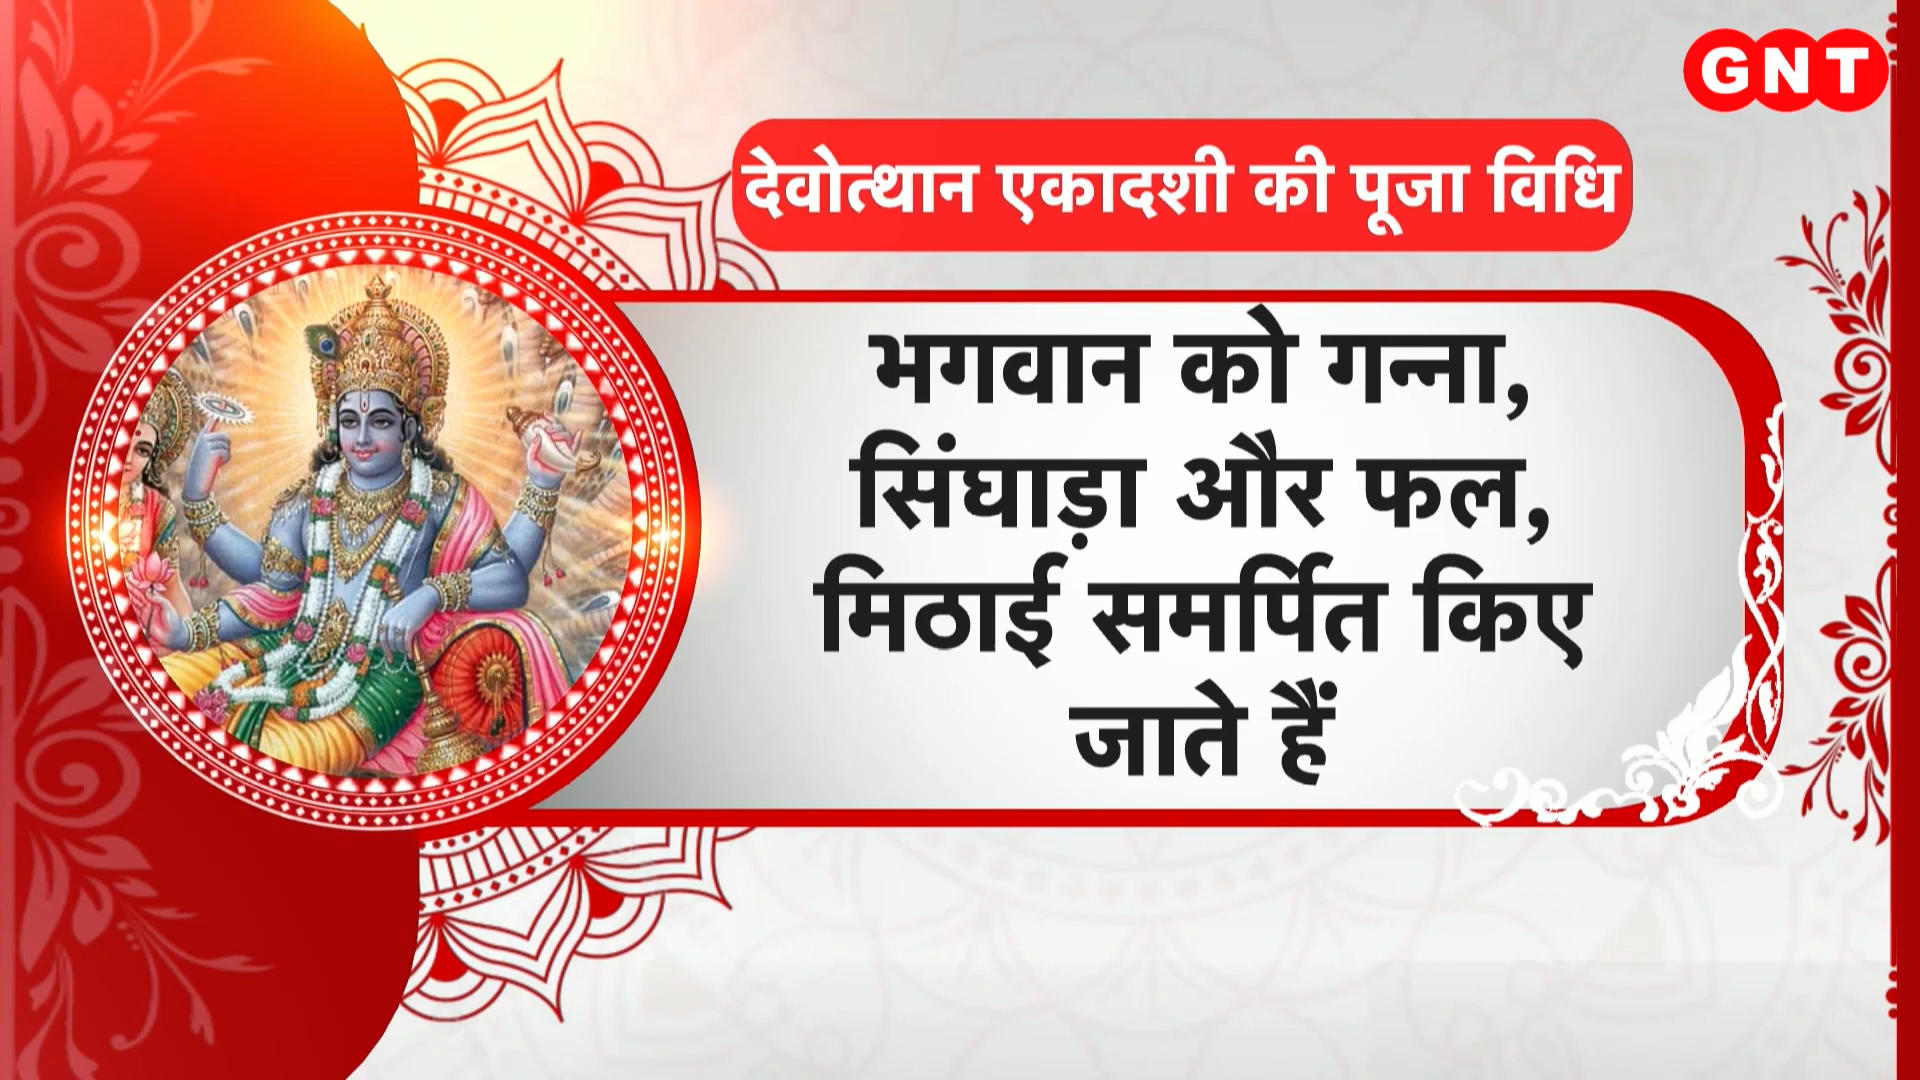 GNT
देवोत्थान एकादशी की पूजा विधि
भगवान को गन्ना,
सिंघाड़ा और फल,
मिठाई समर्पित किए
जाते हैं